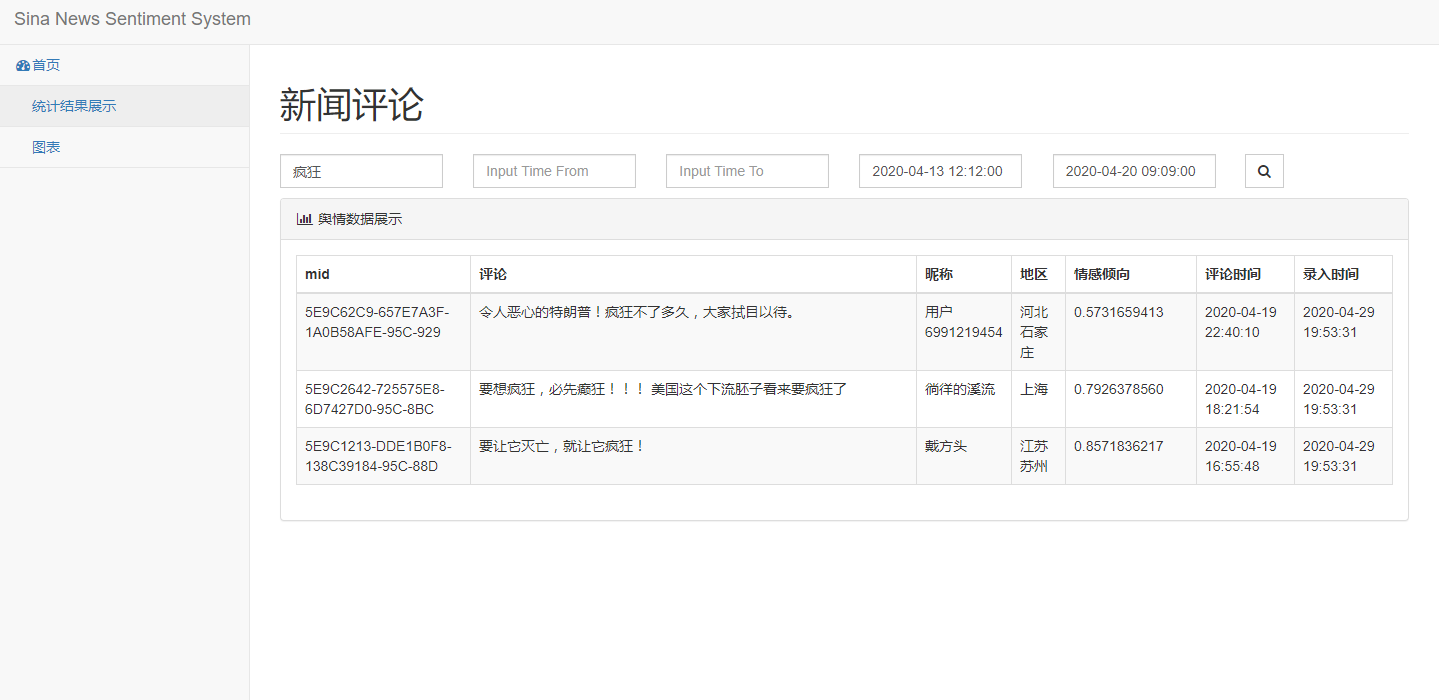 Sina News Sentiment System
首页
统计结果展示
图表
新闻评论
疯狂 Input Time From Input Time To 2020-04-13 12:12:00 2020-04-20 09:09:00
舆情数据展示
mid 评论 昵称 地区 情感倾向 评论时间 录入时间
5E9C62C9-657E7A3F- 令人恶心的特朗普！疯狂不了多久，大家拭目以待。 用户 河北 0.5731659413 2020-04-19 2020-04-29
1A0B58AFE-95C-929 6991219454 石家 22:40:10 19:53:31
庄
5E9C2642-725575E8- 要想疯狂，必先癫狂！！！ 美国这个下流胚子看来要疯狂了 徜徉的溪流 上海 0.7926378560 2020-04-19 2020-04-29
6D7427D0-95C-8BC 18:21:54 19:53:31
5E9C1213-DDE1B0F8- 要让它灭亡，就让它疯狂！ 戴方头 江苏 0.8571836217 2020-04-19 2020-04-29
138C39184-95C-88D 苏州 16:55:48 19:53:31